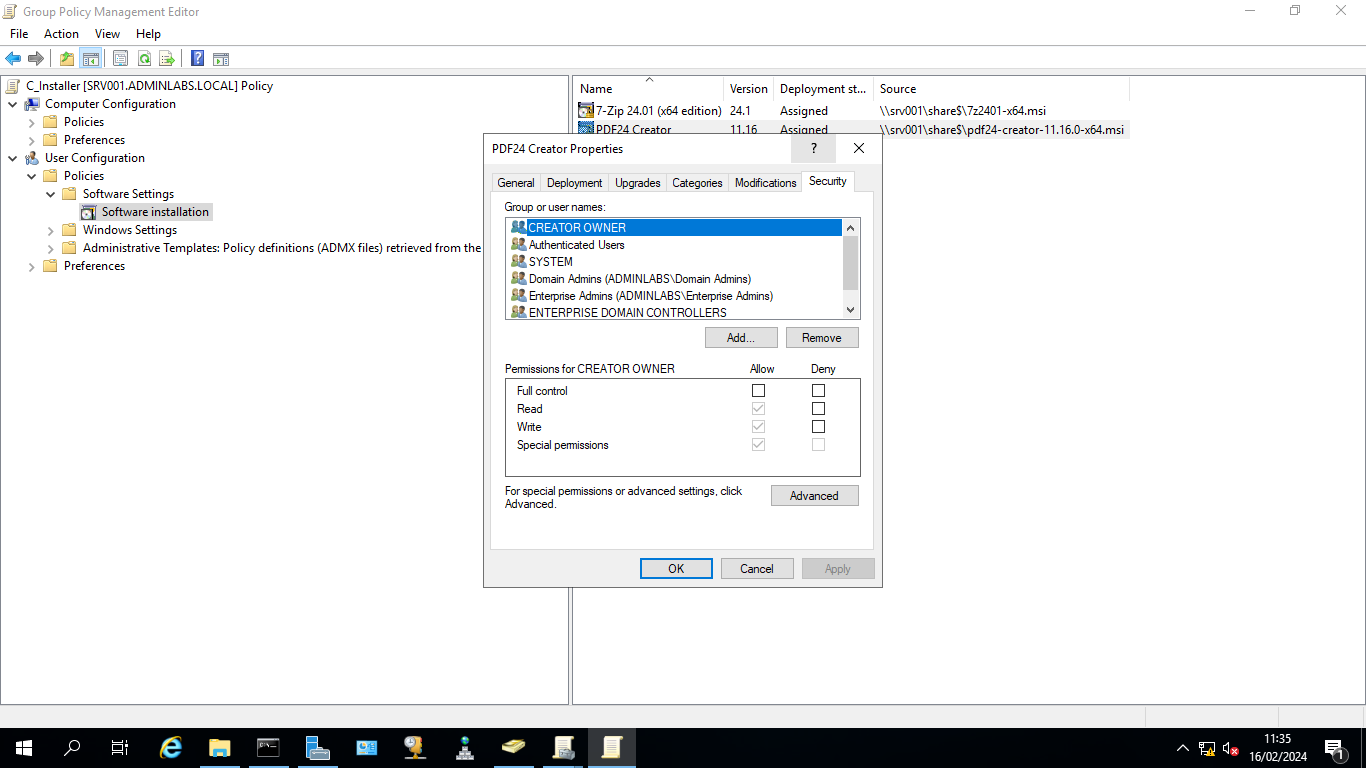 Group Policy Management Editor
File Action View Help
C_Installer [SRV001.ADMINLABS.LOCAL] Policy
Computer Configuration
Policies
Preferences
User Configuration
Policies
Software Settings
Software installation
Windows Settings
Administrative Templates: Policy definitions (ADMX files) retrieved from the
Preferences
Name Version Deployment st... Source
7-Zip 24.01 (x64 edition) 24.1 Assigned \\srv001\share$\7z2401-x64.msi
PDF24 Creator 11.16 Assigned \\srv001\share$\pdf24-creator-11.16.0-x64.msi
PDF24 Creator Properties ?
General Deployment Upgrades Categories Modifications Security
Group or user names:
CREATOR OWNER
Authenticated Users
SYSTEM
Domain Admins (ADMINLABS\Domain Admins)
Enterprise Admins (ADMINLABS\Enterprise Admins)
ENTERPRISE DOMAIN CONTROLLERS
Add... Remove
Permissions for CREATOR OWNER Allow Deny
Full control
Read
Write
Special permissions
For special permissions or advanced settings, click
Advanced.
Advanced
OK Cancel Apply
11:35
16/02/2024
1